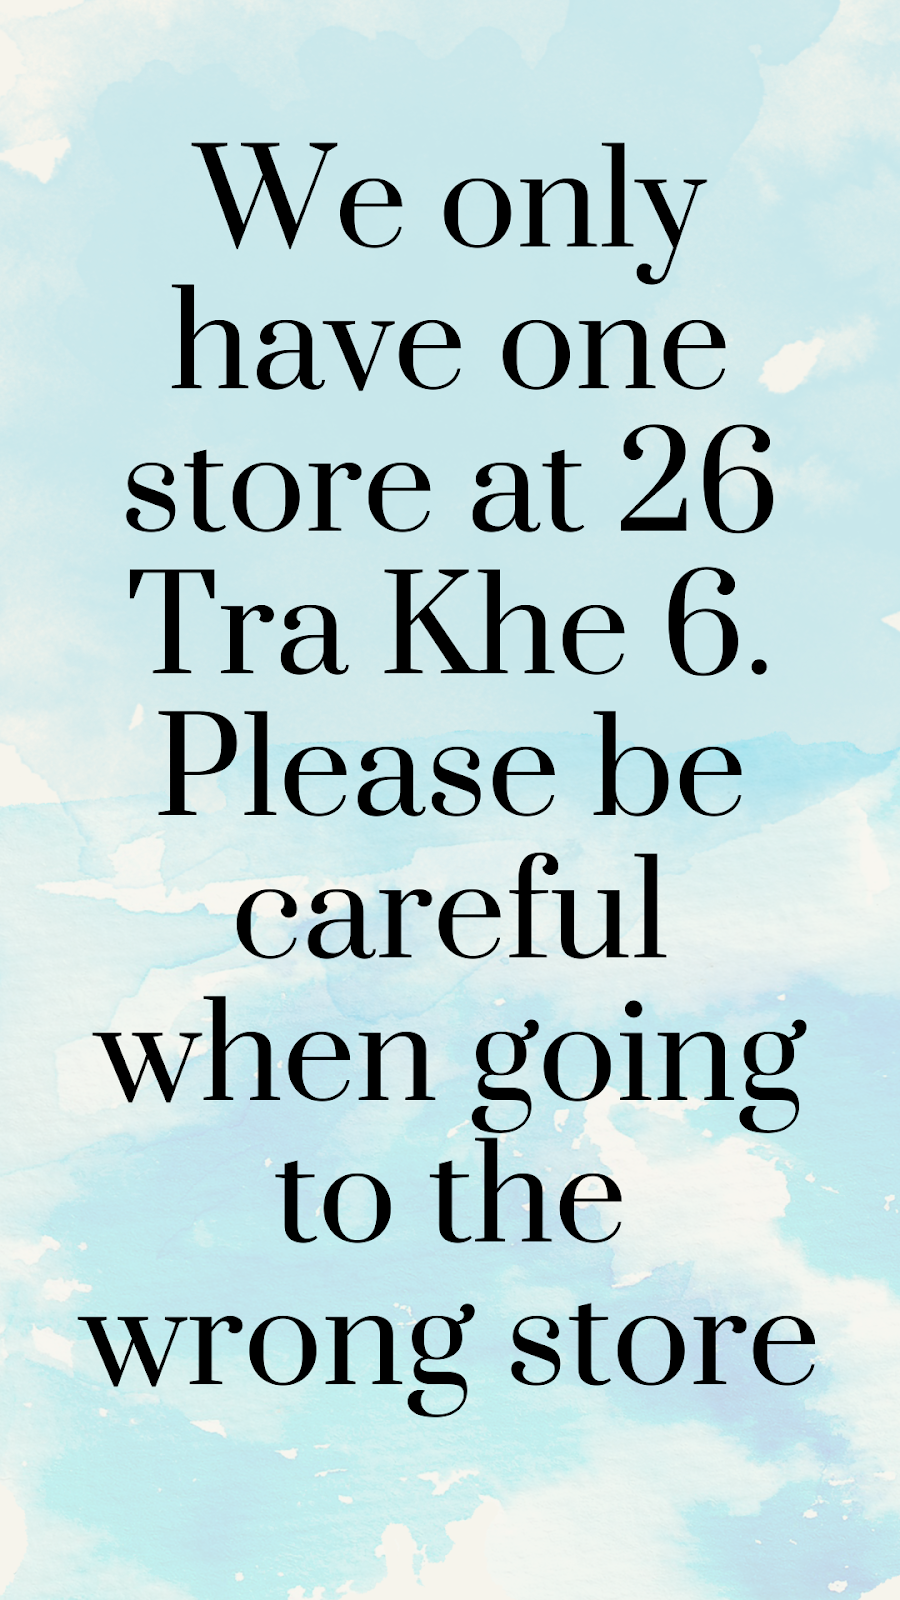 We only
have one
store at 26
Tra Khe 6.
Please be
careful
when going
to the
wrong store